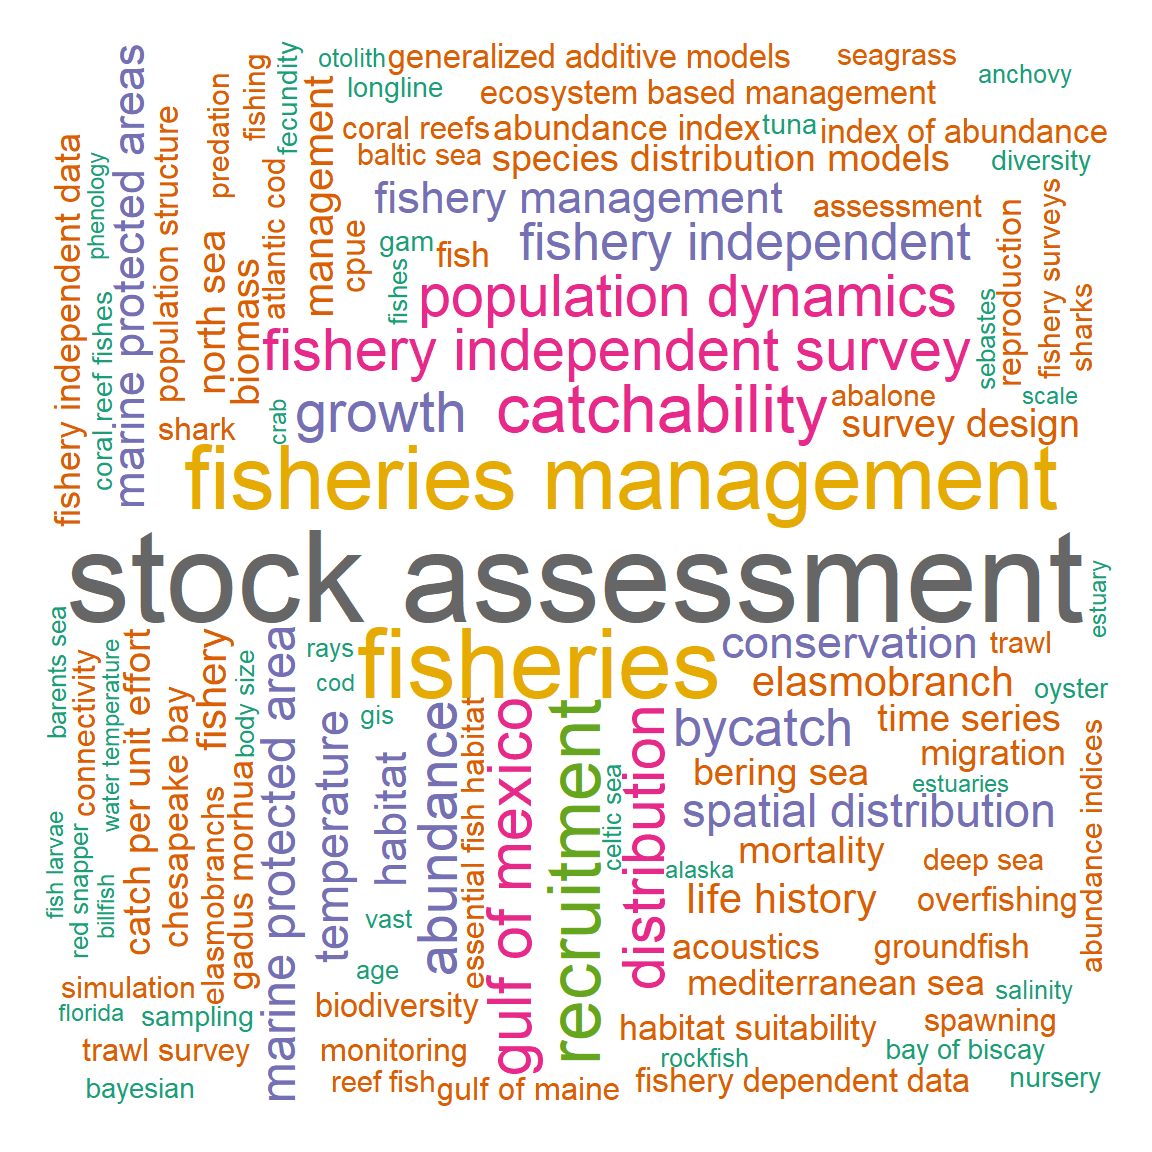 otolith
generalized additive models
seagrass
anchovy
longline
ecosystem based management
coral reefs
abundance index
tuna
index of abundance
baltic sea
species distribution models
diversity
fishery management
assessment
fishery independent
gam
fish
population dynamics
fishery independent survey
growth
catchability
abalone
scale
survey design
shark
fisheries management
stock assessment
fisheries
conservation
trawl
rays
cod
elasmobranch
oyster
gis
bycatch
time series
migration
bering sea
estuaries
spatial distribution
mortality
deep sea
alaska
life history
overfishing
vast
acoustics
groundfish
age
mediterranean sea
salinity
simulation
florida
sampling
biodiversity
habitat suitability
spawning
trawl survey
monitoring
rockfish
bay of biscay
bayesian
reef fish
gulf of maine
fishery dependent data
nursery
fishery independent data
phenology
coral reef fishes
marine protected areas
population structure
predation
north sea
fishing
biomass
fecundity
atlantic cod
crab
management
cpue
fishes
sebastes
reproduction
fishery surveys
sharks
estuary
barents sea
fish larvae
connectivity
red snapper
water temperature
billfish
catch per unit effort
chesapeake bay
fishery
elasmobranchs
body size
gadus morhua
marine protected area
temperature
habitat
abundance
essential fish habitat
gulf of mexico
recruitment
celtic sea
distribution
abundance indices